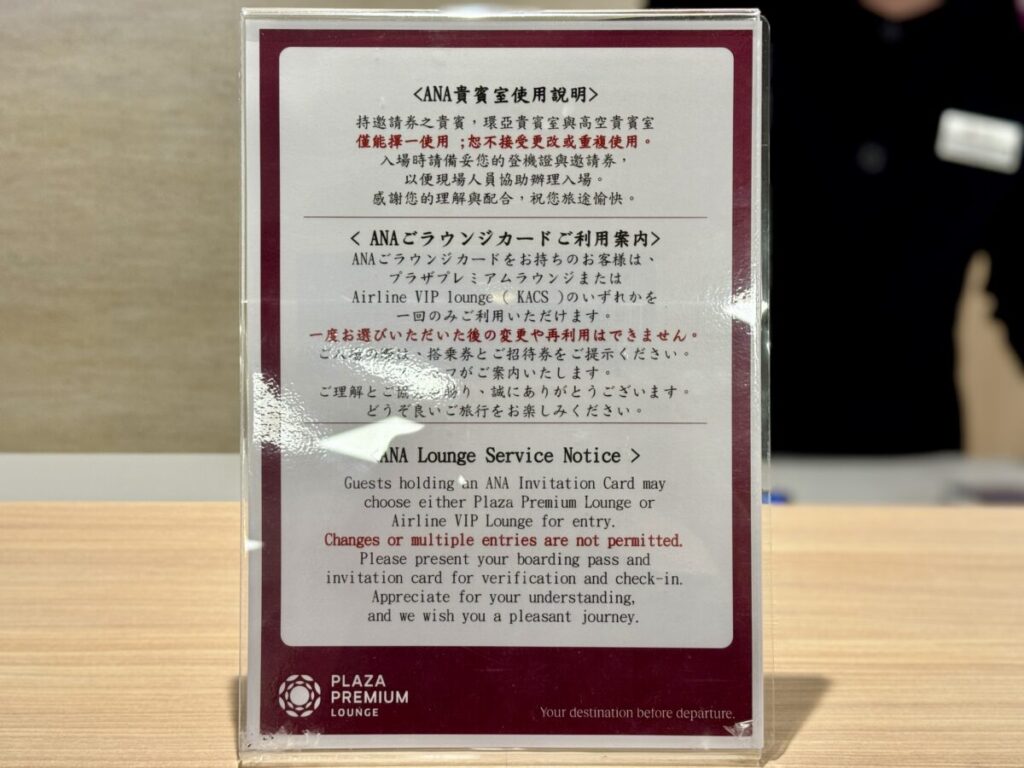 <ANA貴賓室使用說明>
持邀請券之貴賓，環亞貴賓室與高空貴賓室
僅能擇一使用 ;恕不接受更改或重複使用。
入場時請備妥您的登機證與邀請券，
以便現場人員協助辦理入場。
感謝您的理解與配合，祝您旅途愉快。
< ANAごラウンジカードご利用案内>
ANAごラウンジカードをお持ちのお客様は、
プラザプレミアムラウンジまたは
Airline VIP lounge ( KACS )のいずれかを
一回のみご利用いただけます。
一度お選びいただいた後の変更や再利用はできません。
は、搭乗券とご招待券をご提示ください。
フがご案内いたします。
ご理解とご協 り、誠にありがとうございます。
どうぞ良いご旅行をお楽しみください。
ANA Lounge Service Notice >
Guests holding an ANA Invitation Card may
choose either Plaza Premium Lounge or
Airline VIP Lounge for entry.
Changes or multiple entries are not permitted.
Please present your boarding pass and
invitation card for verification and check-in.
Appreciate for your understanding,
and we wish you a pleasant journey.
PLAZA
PREMIUM
LOUNGE
Your destination before departure.